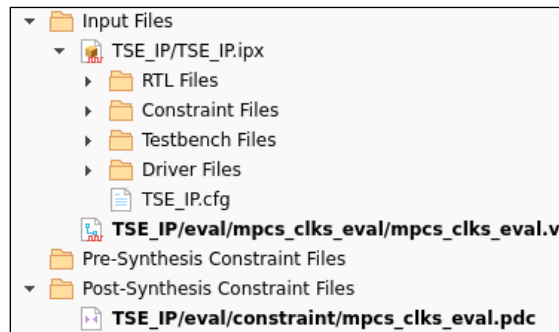 Input Files
TSE_IP/TSE_IP.ipx
RTL Files
Constraint Files
Testbench Files
Driver Files
TSE_IP.cfg
TSE_IP/eval/mpcs_clks_eval/mpcs_clks_eval.v
Pre-Synthesis Constraint Files
Post-Synthesis Constraint Files
TSE_IP/eval/constraint/mpcs_clks_eval.pdc